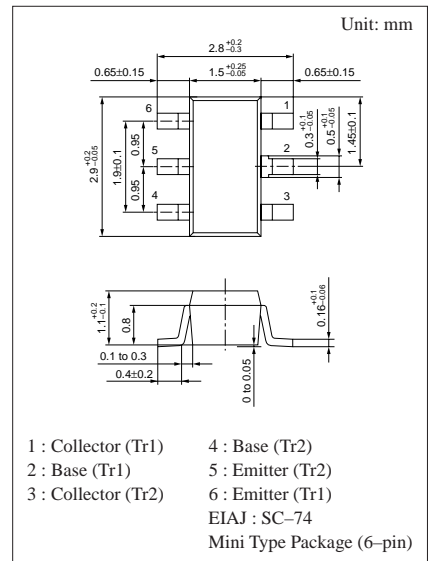 Unit: mm
2.8 +0.2 −0.3
0.65±0.15 1.5 +0.25 −0.05 0.65±0.15
6 1
5 2
4 3
2.9 +0.2 −0.05
1.9±0.1
0.95
0.95
0.3 +0.1 −0.05
0.5 +0.1 −0.05
1.45±0.1
1.1 +0.2 −0.1
0.8
0.1 to 0.3
0.4±0.2
0 to 0.05
0.16 +0.1 −0.06
1 : Collector (Tr1) 4 : Base (Tr2)
2 : Base (Tr1) 5 : Emitter (Tr2)
3 : Collector (Tr2) 6 : Emitter (Tr1)
EIAJ : SC–74
Mini Type Package (6–pin)